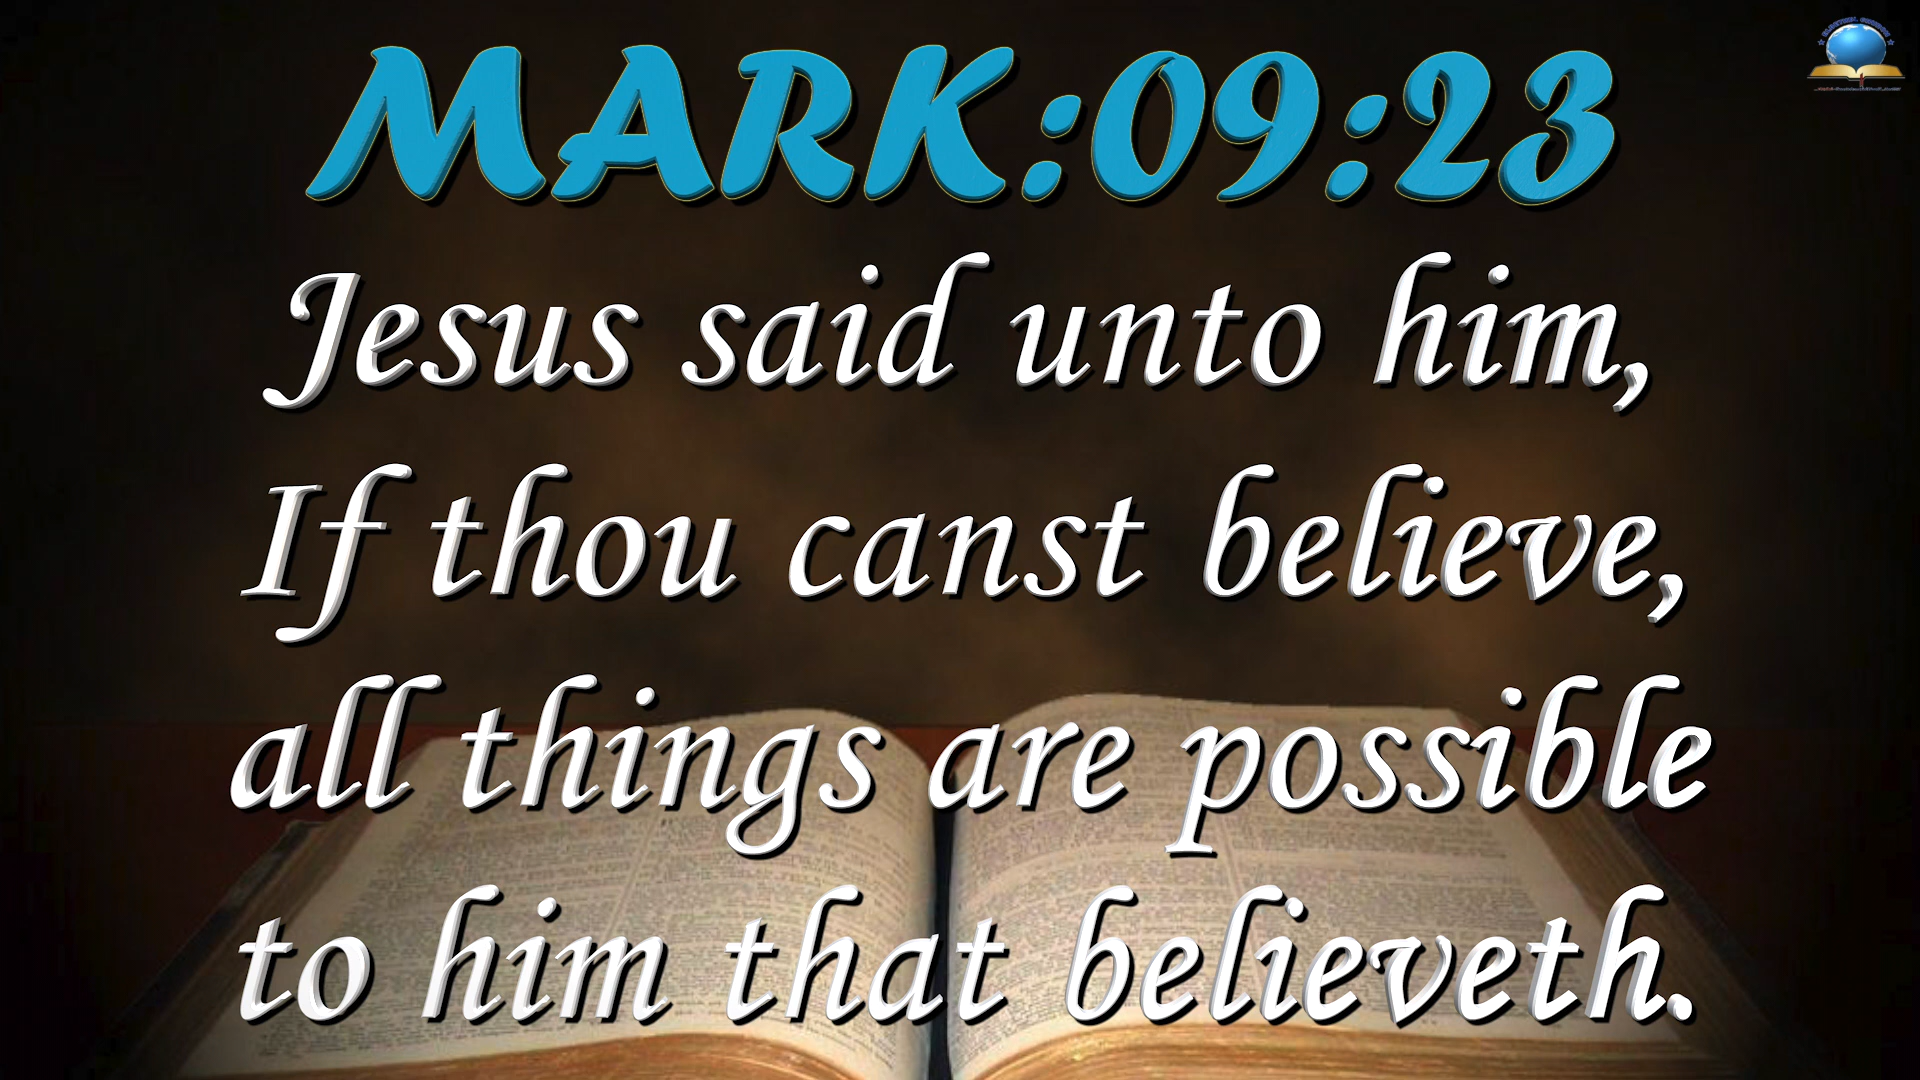 MARK:09:23
Jesus said unto him,
If thou canst believe,
all things are possible
to him that believeth.